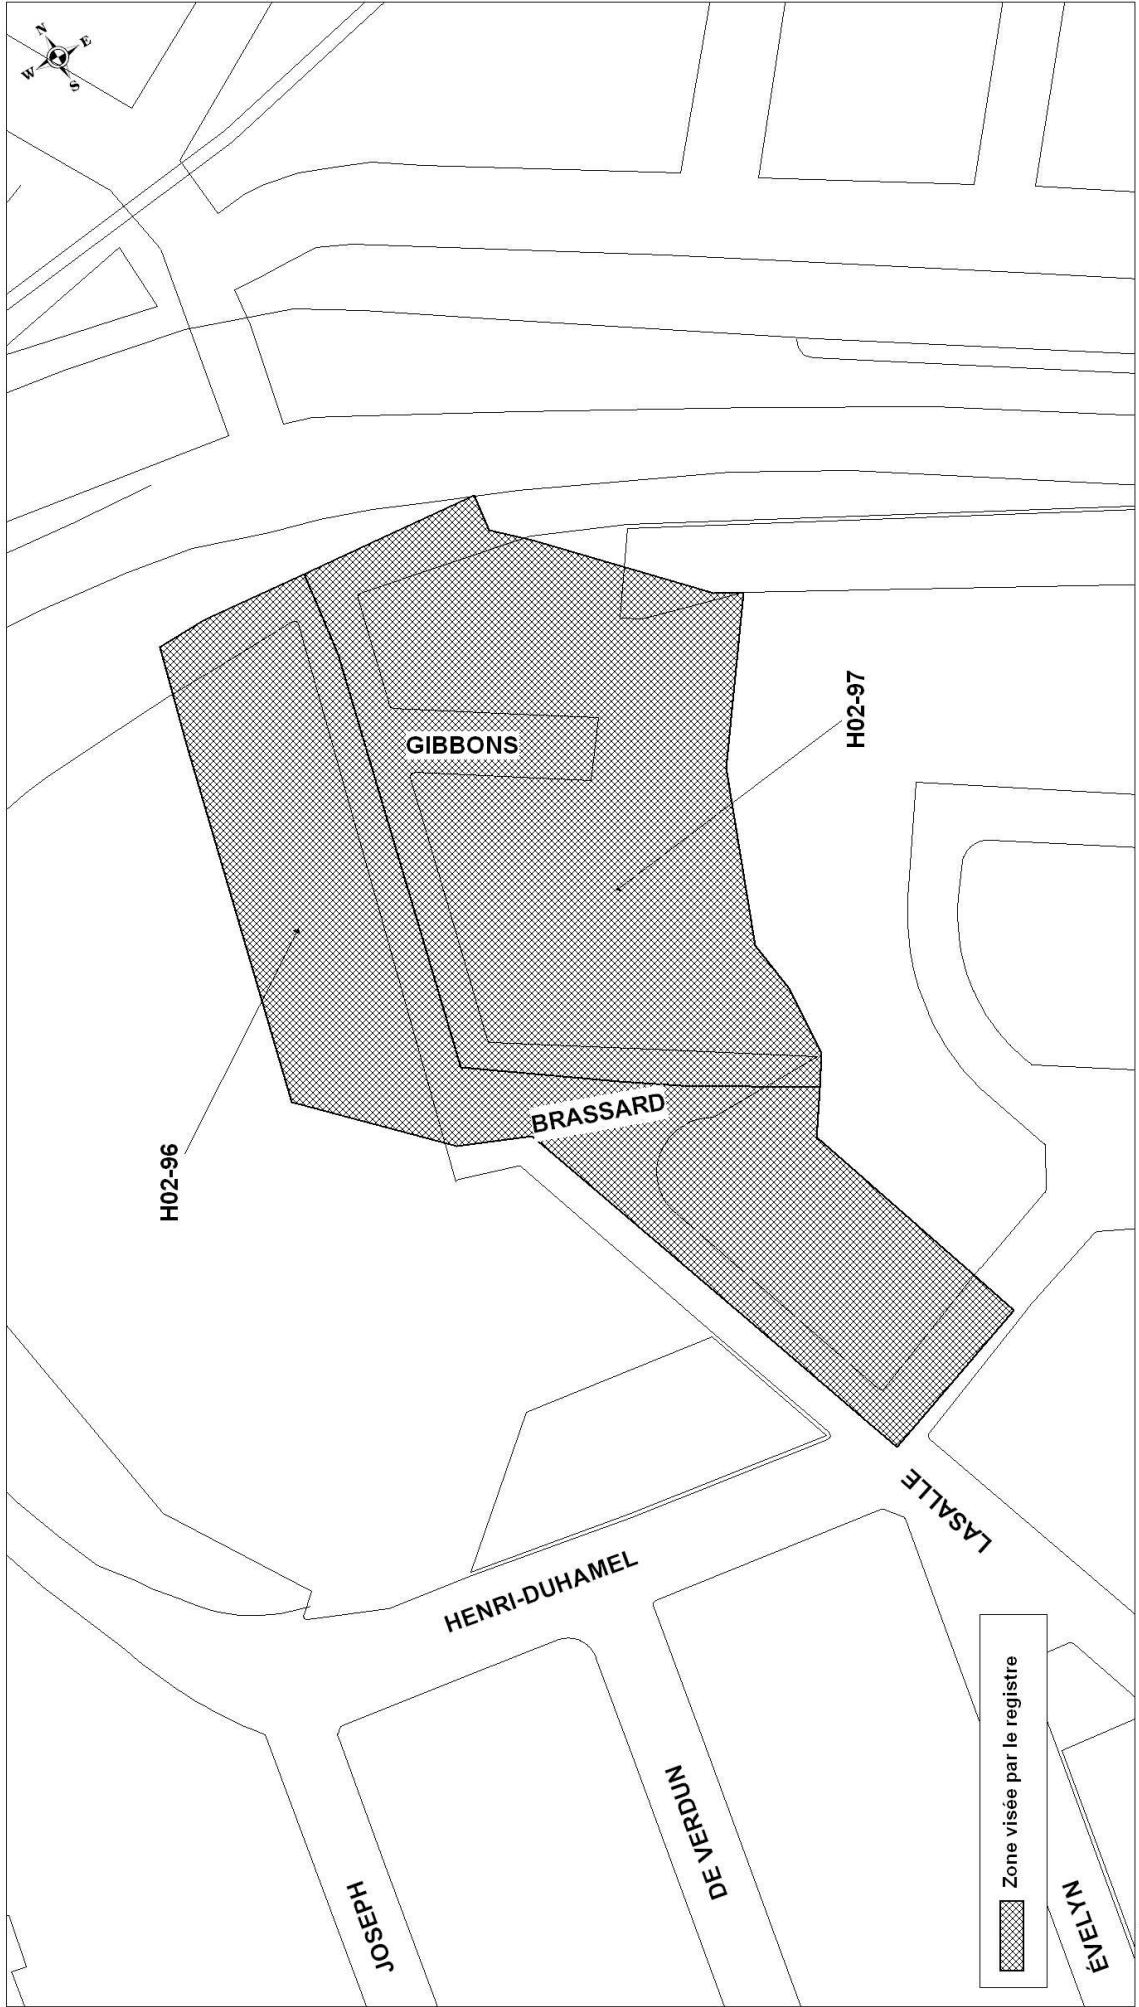 N
E
W
S
GIBBONS
H02-97
BRASSARD
H02-96
LASALLE
HENRI-DUHAMEL
DE VERDUN
JOSEPH
ÉVELYN
Zone visée par le registre